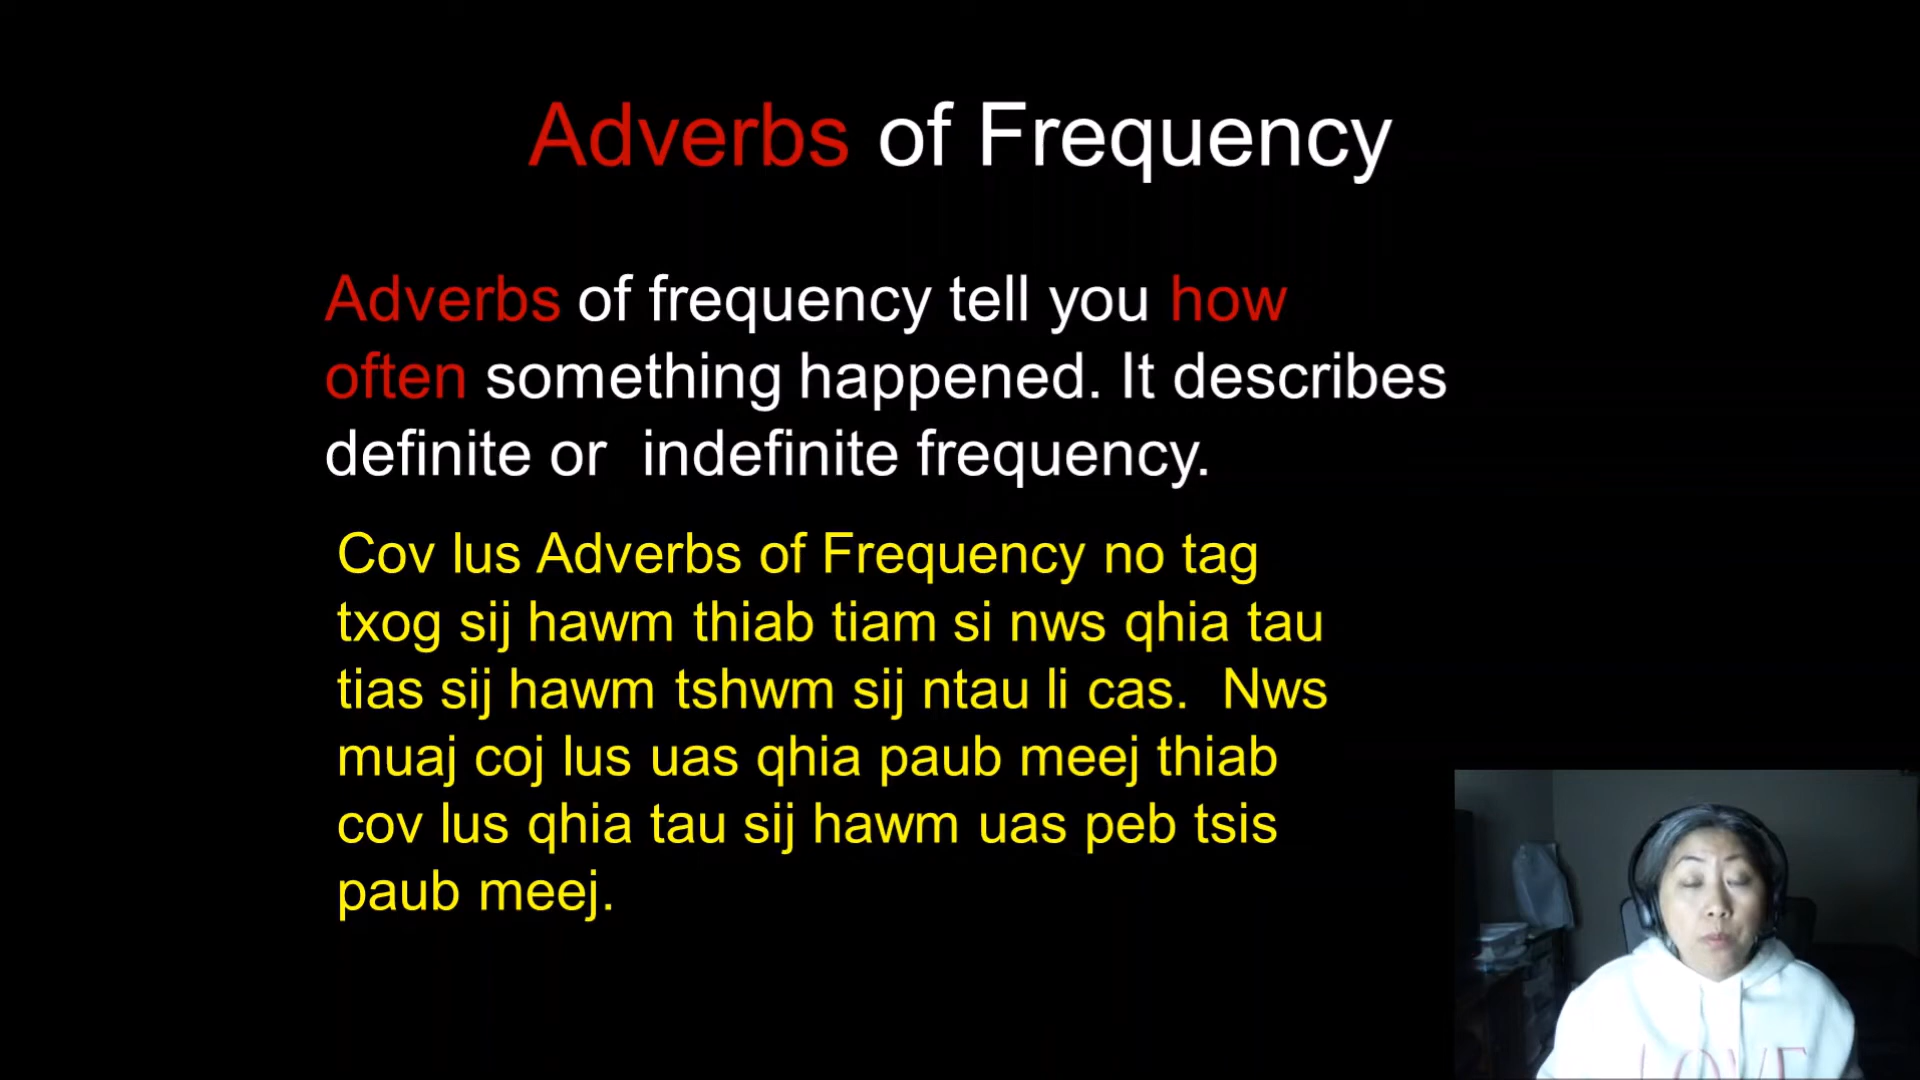 Adverbs of Frequency
Adverbs of frequency tell you how
often something happened. It describes
definite or  indefinite frequency.
Cov lus Adverbs of Frequency no tag
txog sij hawm thiab tiam si nws qhia tau
tias sij hawm tshwm sij ntau li cas.  Nws
muaj coj lus uas qhia paub meej thiab
cov lus qhia tau sij hawm uas peb tsis
paub meej.
LOVE